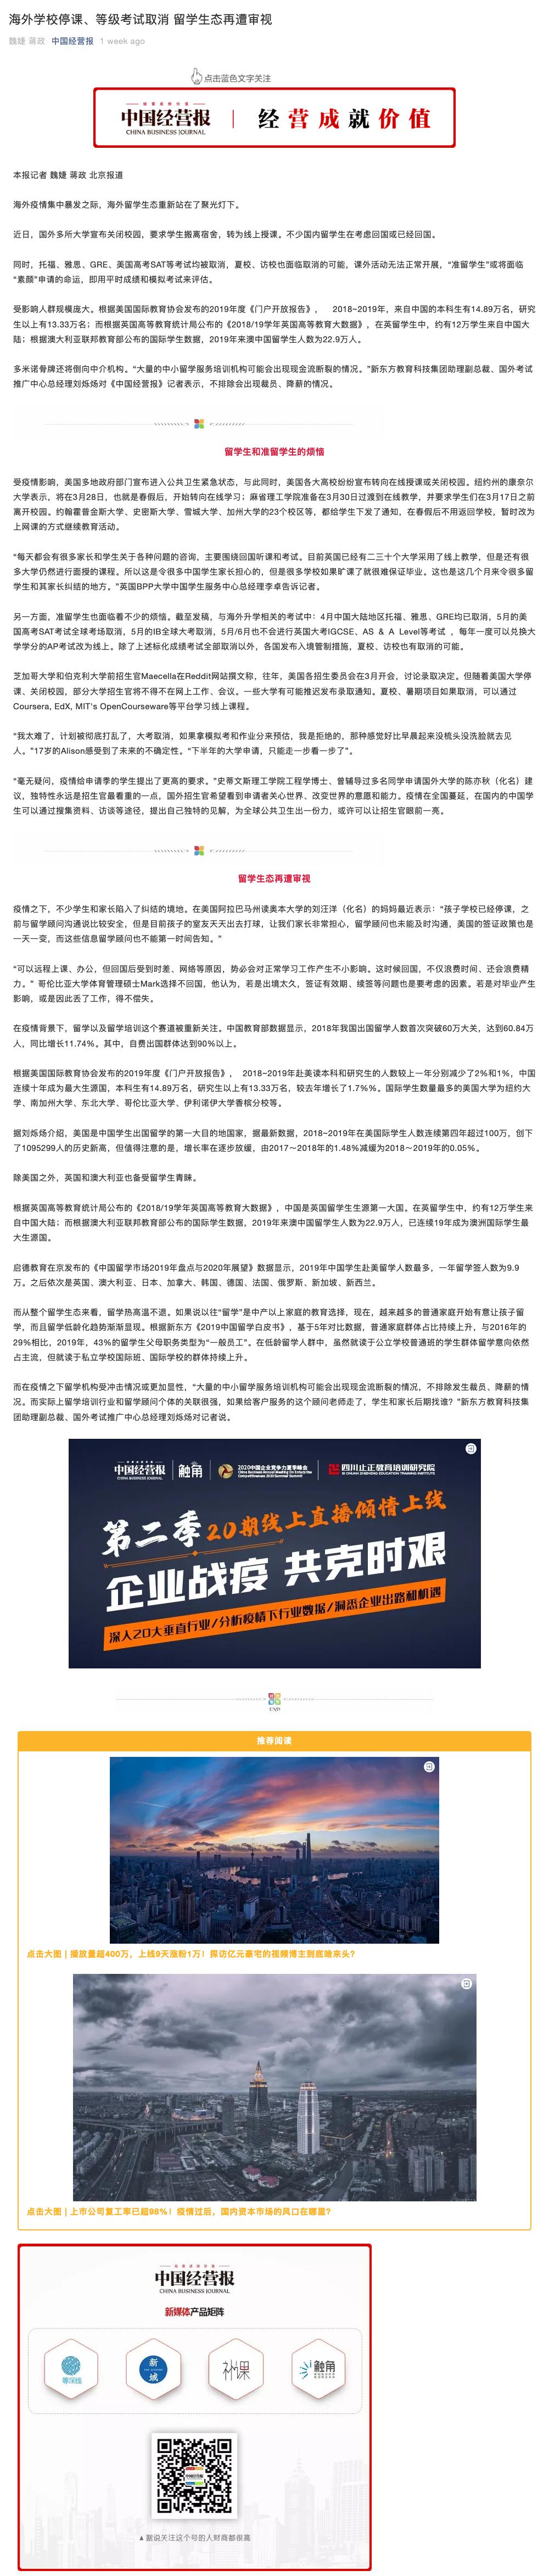 海外学校停课、等级考试取消 留学生态再遭审视
魏婕 蒋政 中国经营报 1 week ago
点击蓝色文字关注
中国经营报
CHINA BUSINESS JOURNAL
经营成就价值
本报记者 魏婕 蒋政 北京报道
海外疫情集中暴发之际，海外留学生态重新站在了聚光灯下。
近日，国外多所大学宣布关闭校园，要求学生搬离宿舍，转为线上授课。不少国内留学生在考虑回国或已经回国。
同时，托福、雅思、GRE、美国高考SAT等考试均被取消，夏校、访校也面临取消的可能，课外活动无法正常开展，“准留学生”或将面临
“素颜”申请的命运，即用平时成绩和模拟考试来申请。
受影响人群规模庞大。根据美国国际教育协会发布的2019年度《门户开放报告》， 2018~2019年，来自中国的本科生有14.89万名，研究
生以上有13.33万名；而根据英国高等教育统计局公布的《2018/19学年英国高等教育大数据》，在英留学生中，约有12万学生来自中国大
陆；根据澳大利亚联邦教育部公布的国际学生数据，2019年来澳中国留学生人数为22.9万人。
多米诺骨牌还将倒向中介机构。“大量的中小留学服务培训机构可能会出现现金流断裂的情况。”新东方教育科技集团助理副总裁、国外考试
推广中心总经理刘烁炀对《中国经营报》记者表示，不排除会出现裁员、降薪的情况。
留学生和准留学生的烦恼
受疫情影响，美国多地政府部门宣布进入公共卫生紧急状态，与此同时，美国各大高校纷纷宣布转向在线授课或关闭校园。纽约州的康奈尔
大学表示，将在3月28日，也就是春假后，开始转向在线学习；麻省理工学院准备在3月30日过渡到在线教学，并要求学生们在3月17日之前
离开校园。约翰霍普金斯大学、史密斯大学、雪城大学、加州大学的23个校区等，都给学生下发了通知，在春假后不用返回学校，暂时改为
上网课的方式继续教育活动。
“每天都会有很多家长和学生关于各种问题的咨询，主要围绕回国听课和考试。目前英国已经有二三十个大学采用了线上教学，但是还有很
多大学仍然进行面授的课程。所以这是令很多中国学生家长担心的，但是很多学校如果旷课了就很难保证毕业。这也是这几个月来令很多留
学生和其家长纠结的地方。”英国BPP大学中国学生服务中心总经理李卓告诉记者。
另一方面，准留学生也面临看不少的烦恼。截至发稿，与海外升学相关的考试中：4月中国大陆地区托福、雅思、GRE均已取消，5月的美
国高考SAT考试全球考场取消，5月的IB全球大考取消，5月/6月也不会进行英国大考IGCSE、AS & A Level等考试 ，每年一度可以兑换大
学学分的AP考试改为线上。除了上述标化成绩考试全部取消以外，各国发布入境管制措施，夏校、访校也有取消的可能。
芝加哥大学和伯克利大学前招生官Maecella在Reddit网站撰文称，往年，美国各招生委员会在3月开会，讨论录取决定。但随着美国大学停
课、关闭校园，部分大学招生官将不得不在网上工作、会议。一些大学有可能推迟发布录取通知。夏校、暑期项目如果取消，可以通过
Coursera, EdX, MIT's OpenCourseware等平台学习线上课程。
“我太难了，计划被彻底打乱了，大考取消，如果拿模拟考和作业分来预估，我是拒绝的，那种感觉好比早晨起来没梳头没洗脸就去见
人。”17岁的Alison感受到了未来的不确定性。“下半年的大学申请，只能走一步看一步了”。
“毫无疑问，疫情给申请季的学生提出了更高的要求。”史蒂文斯理工学院工程学博士、曾辅导过多名同学申请国外大学的陈亦秋（化名）建
议，独特性永远是招生官最看重的一点，国外招生官希望看到申请者关心世界、改变世界的意愿和能力。疫情在全国蔓延，在国内的中国学
生可以通过搜集资料、访谈等途径，提出自己独特的见解，为全球公共卫生出一份力，或许可以让招生官眼前一亮。
留学生态再遭审视
疫情之下，不少学生和家长陷入了纠结的境地。在美国阿拉巴马州读奥本大学的刘汪洋（化名）的妈妈最近表示：“孩子学校已经停课，之
前与留学顾问沟通说比较安全，但是目前孩子的室友天天出去打球，让我们家长非常担心，留学顾问也未能及时沟通，美国的签证政策也是
一天一变，而这些信息留学顾问也不能第一时间告知。”
“可以远程上课、办公，但回国后受到时差、网络等原因，势必会对正常学习工作产生不小影响。这时候回国，不仅浪费时间、还会浪费精
力。” 哥伦比亚大学体育管理硕士Mark选择不回国，他认为，若是出境太久，签证有效期、续签等问题也是要考虑的因素。若是对毕业产生
影响，或是因此丢了工作，得不偿失。
在疫情背景下，留学以及留学培训这个赛道被重新关注。中国教育部数据显示，2018年我国出国留学人数首次突破60万大关，达到60.84万
人，同比增长11.74%。其中，自费出国群体达到90%以上。
根据美国国际教育协会发布的2019年度《门户开放报告》， 2018~2019年赴美读本科和研究生的人数较上一年分别减少了2%和1%，中国
连续十年成为最大生源国，本科生有14.89万名，研究生以上有13.33万名，较去年增长了1.7%%。国际学生数量最多的美国大学为纽约大
学、南加州大学、东北大学、哥伦比亚大学、伊利诺伊大学香槟分校等。
据刘烁炀介绍，美国是中国学生出国留学的第一大目的地国家，据最新数据，2018~2019年在美国际学生人数连续第四年超过100万，创下
了1095299人的历史新高，但值得注意的是，增长率在逐步放缓，由2017～2018年的1.48%减缓为2018～2019年的0.05%。
除美国之外，英国和澳大利亚也备受留学生青睐。
根据英国高等教育统计局公布的《2018/19学年英国高等教育大数据》，中国是英国留学生生源第一大国。在英留学生中，约有12万学生来
自中国大陆；而根据澳大利亚联邦教育部公布的国际学生数据，2019年来澳中国留学生人数为22.9万人，已连续19年成为澳洲国际学生最
大生源国。
启德教育在京发布的《中国留学市场2019年盘点与2020年展望》数据显示，2019年中国学生赴美留学人数最多，一年留学签人数为9.9
万。之后依次是英国、澳大利亚、日本、加拿大、韩国、德国、法国、俄罗斯、新加坡、新西兰。
而从整个留学生态来看，留学热高温不退。如果说以往“留学”是中产以上家庭的教育选择，现在，越来越多的普通家庭开始有意让孩子留
学，而且留学低龄化趋势渐渐显现。根据新东方《2019中国留学白皮书》，基于5年对比数据，普通家庭群体占比持续上升，与2016年的
29%相比，2019年，43%的留学生父母职务类型为“一般员工”。在低龄留学人群中，虽然就读于公立学校普通班的学生群体留学意向依然
占主流，但就读于私立学校国际班、国际学校的群体持续上升。
而在疫情之下留学机构受冲击情况或更加显性，“大量的中小留学服务培训机构可能会出现现金流断裂的情况，不排除发生裁员、降薪的情
况。而实际上留学培训行业和留学顾问个体的关联很强，如果给客户服务的这个顾问老师走了，学生和家长后期找谁？”新东方教育科技集
团助理副总裁、国外考试推广中心总经理刘烁炀对记者说。
中国经营报
CHINA BUSINESS JOURNAL
触角
2020中国企业竞争力夏季峰会
四川止正教育培训研究院
第二季20期线上直播倾情上线
企业战疫 共克时艰
深入20大垂直行业/分析疫情下行业数据/洞悉企业出路和机遇
END
推荐阅读
点击大图 | 播放量超400万，上线9天涨粉1万！探访亿元豪宅的视频博主到底啥来头？
点击大图 | 上市公司复工率已超98%！疫情过后，国内资本市场的风口在哪里？
中国经营报
CHINA BUSINESS JOURNAL
新媒体产品矩阵
等深线
新城
触角
▲ 据说关注这个号的人财商都很高